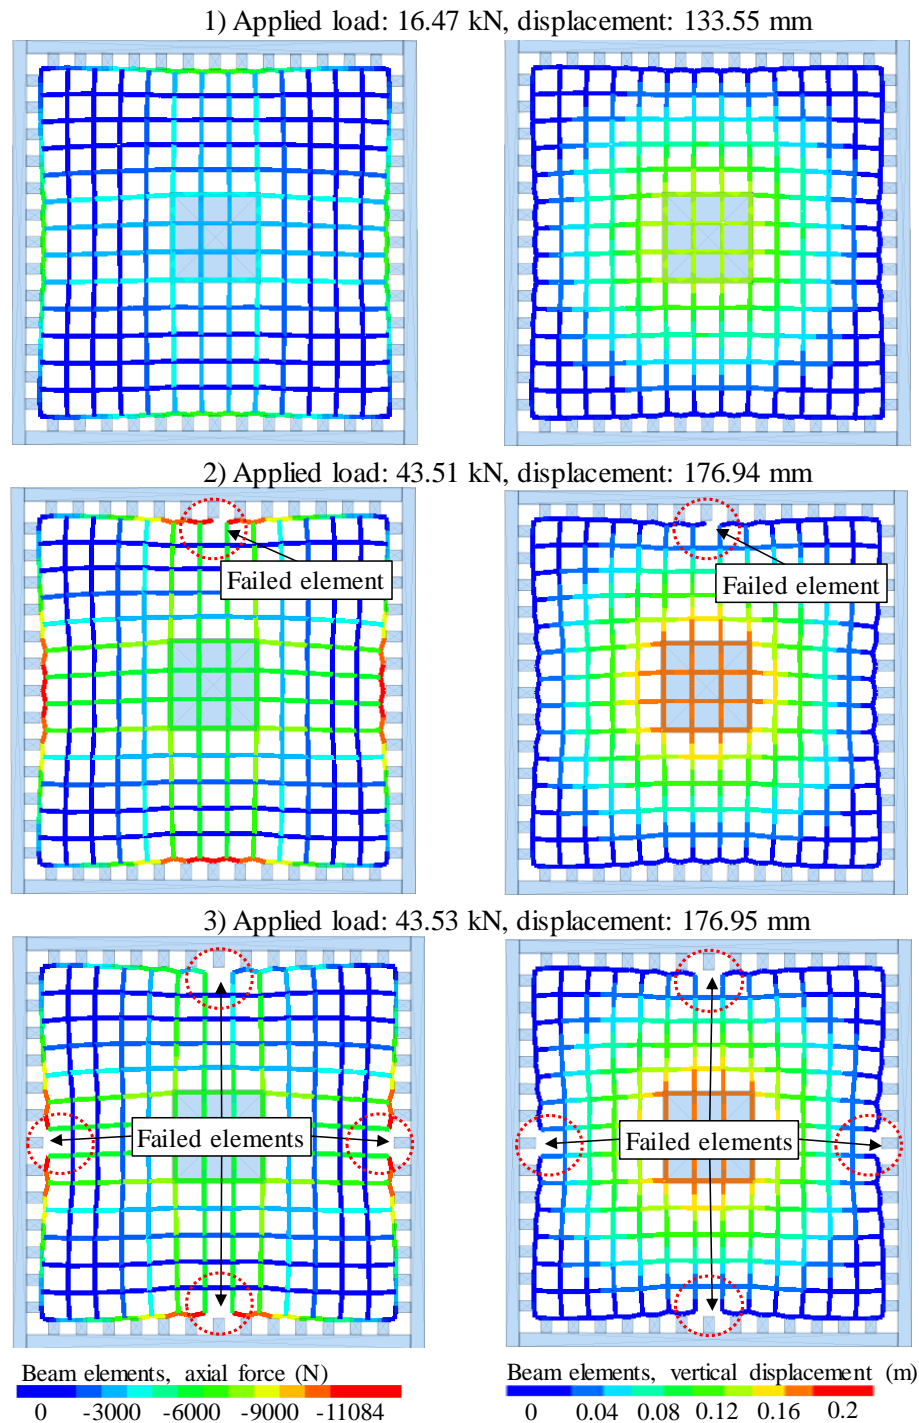 1) Applied load: 16.47 kN, displacement: 133.55 mm
2) Applied load: 43.51 kN, displacement: 176.94 mm
Failed element
Failed element
3) Applied load: 43.53 kN, displacement: 176.95 mm
Failed elements
Failed elements
Beam elements, axial force (N)
0 -3000 -6000 -9000 -11084
Beam elements, vertical displacement (m)
0 0.04 0.08 0.12 0.16 0.2